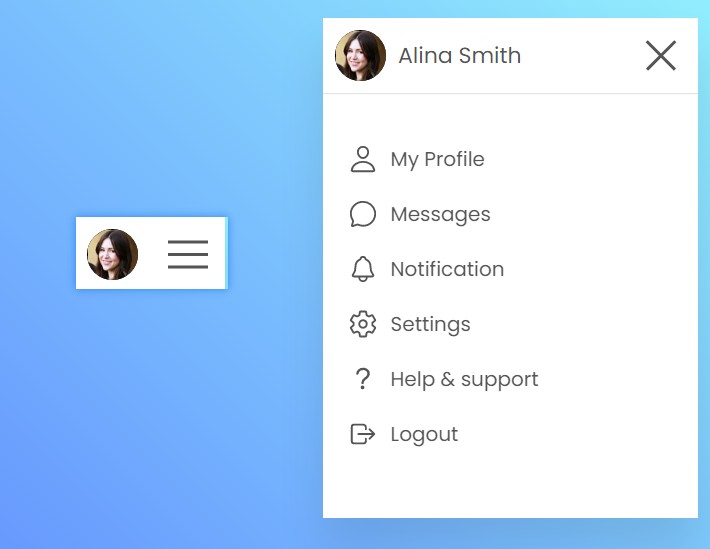 Alina Smith
My Profile
Messages
Notification
Settings
Help & support
Logout